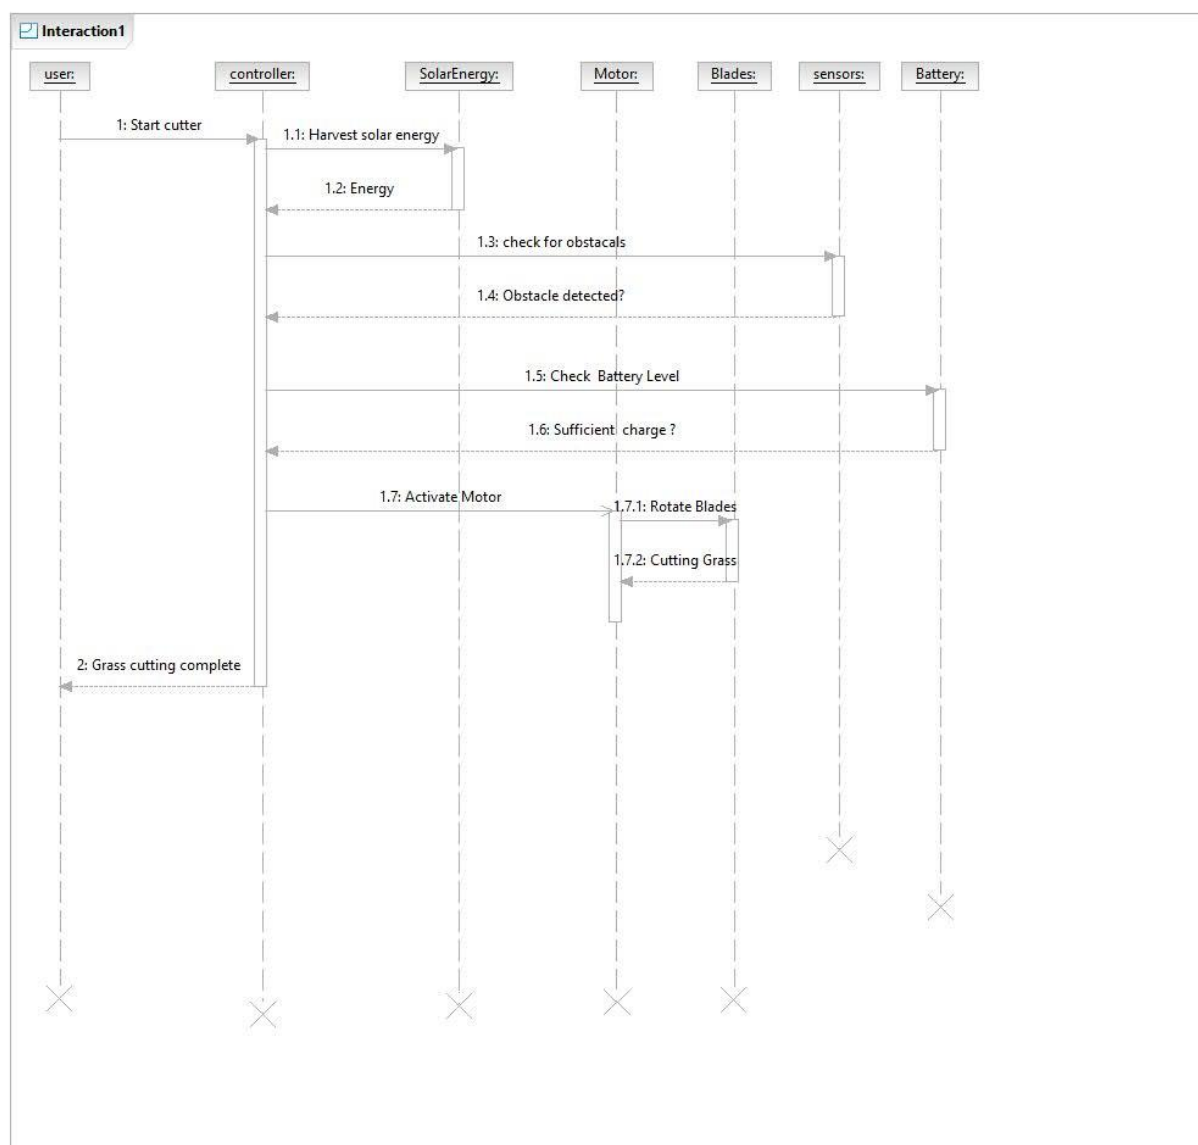 Interaction1
user:
controller:
SolarEnergy:
Motor:
Blades:
sensors:
Battery:
1: Start cutter
1.1: Harvest solar energy
1.2: Energy
1.3: check for obstacals
1.4: Obstacle detected?
1.5: Check  Battery Level
1.6: Sufficient  charge ?
1.7: Activate Motor
1.7.1: Rotate Blades
1.7.2: Cutting Grass
2: Grass cutting complete